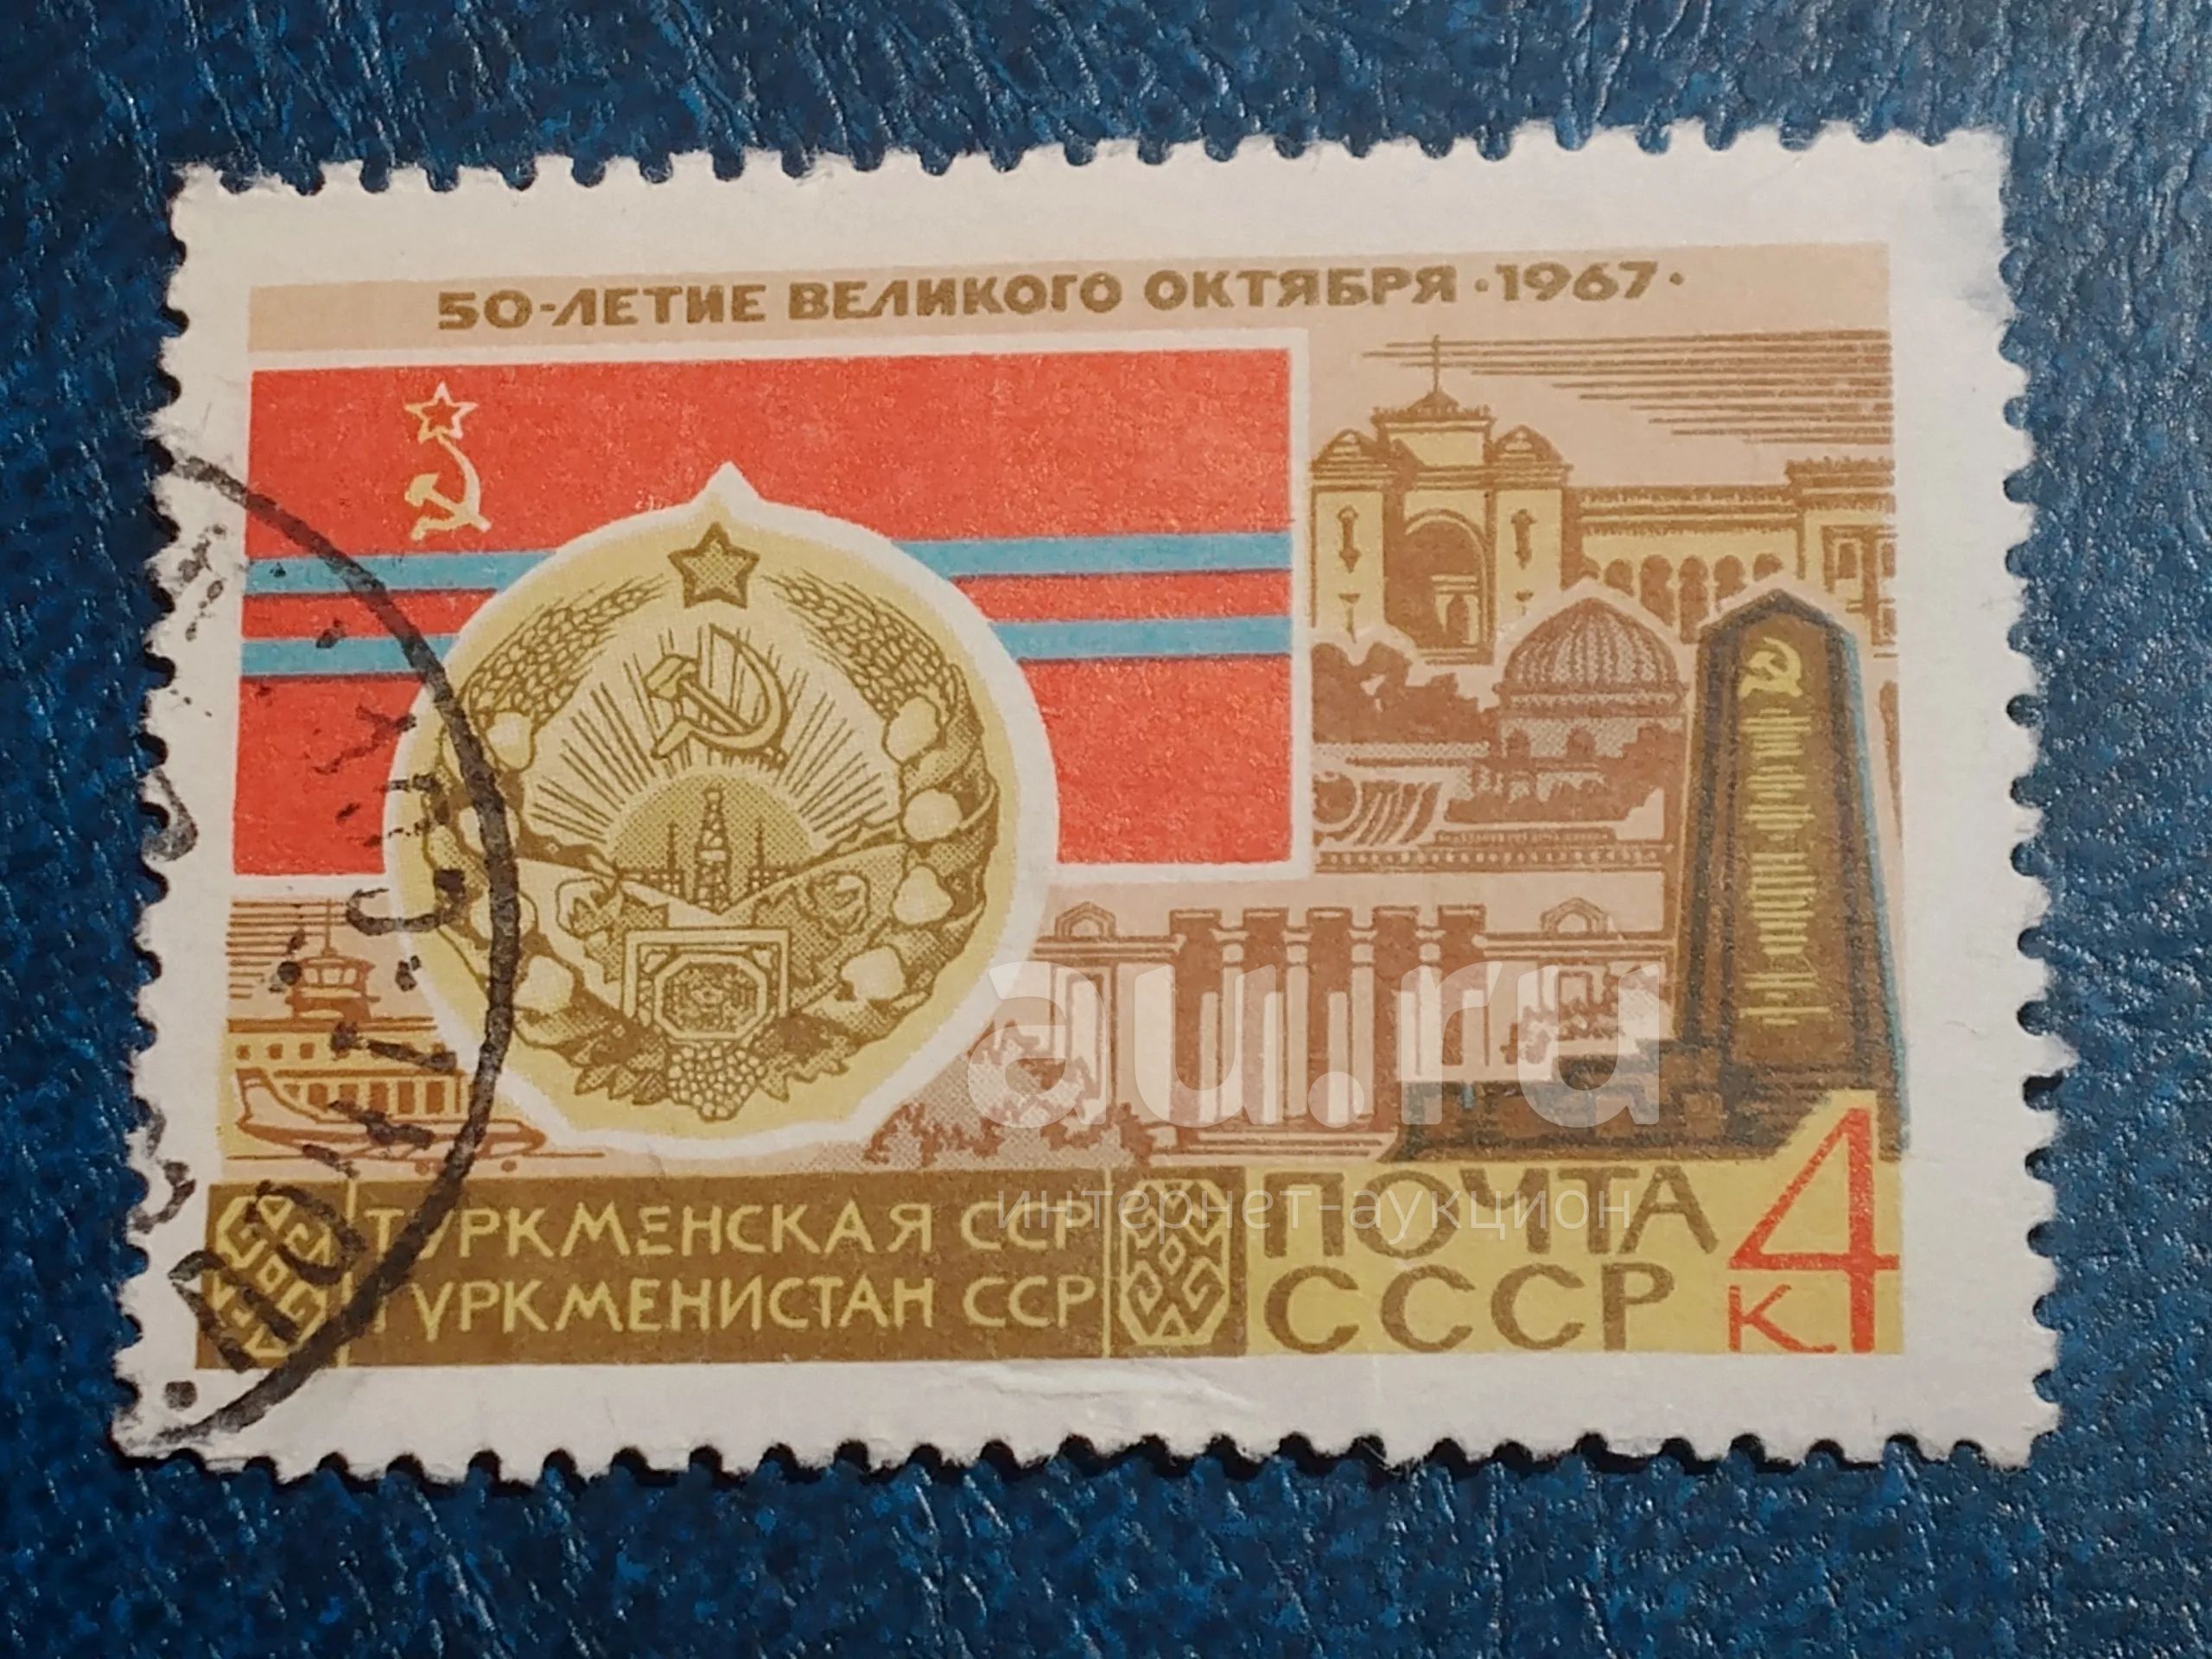 50-ЛЕТИЕ ВЕЛИКОГО ОКТЯБРЯ · 1967 ·
ТУРКМЕНСКАЯ ССР
ТУРКМЕНИСТАН ССР
ПОЧТА
СССР
4
К.
au.ru
интернет-аукцион